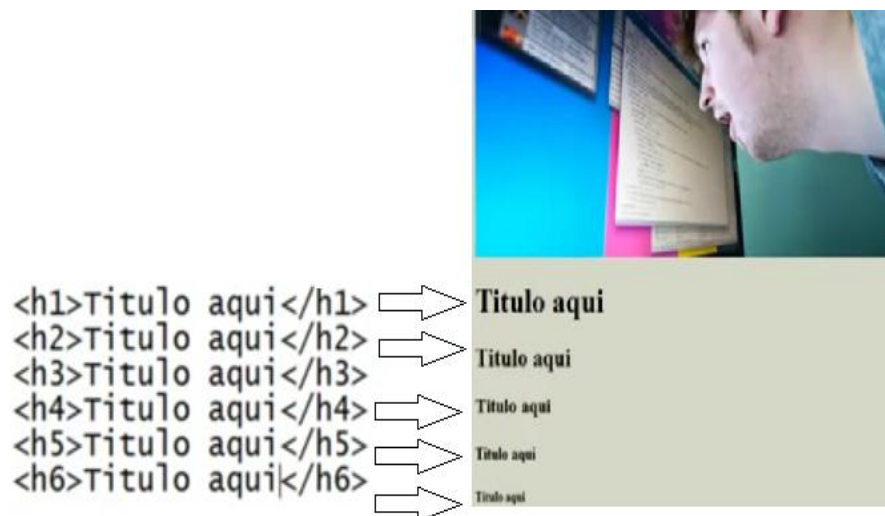 <h1>Titulo aqui</h1>
<h2>Titulo aqui</h2>
<h3>Titulo aqui</h3>
<h4>Titulo aqui</h4>
<h5>Titulo aqui</h5>
<h6>Titulo aqui</h6>
Titulo aqui
Titulo aqui
Titulo aqui
Titulo aqui
Titulo aqui